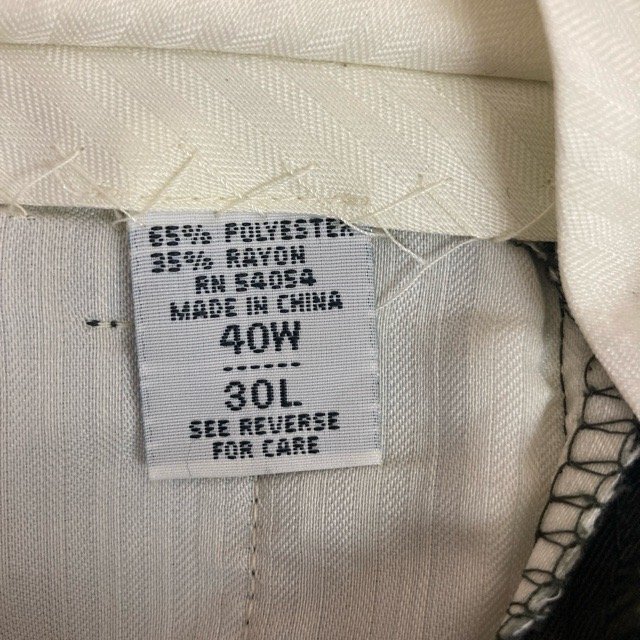 65% POLYESTER
35% RAYON
RN 54054
MADE IN CHINA
40W
------
30L
SEE REVERSE
FOR CARE